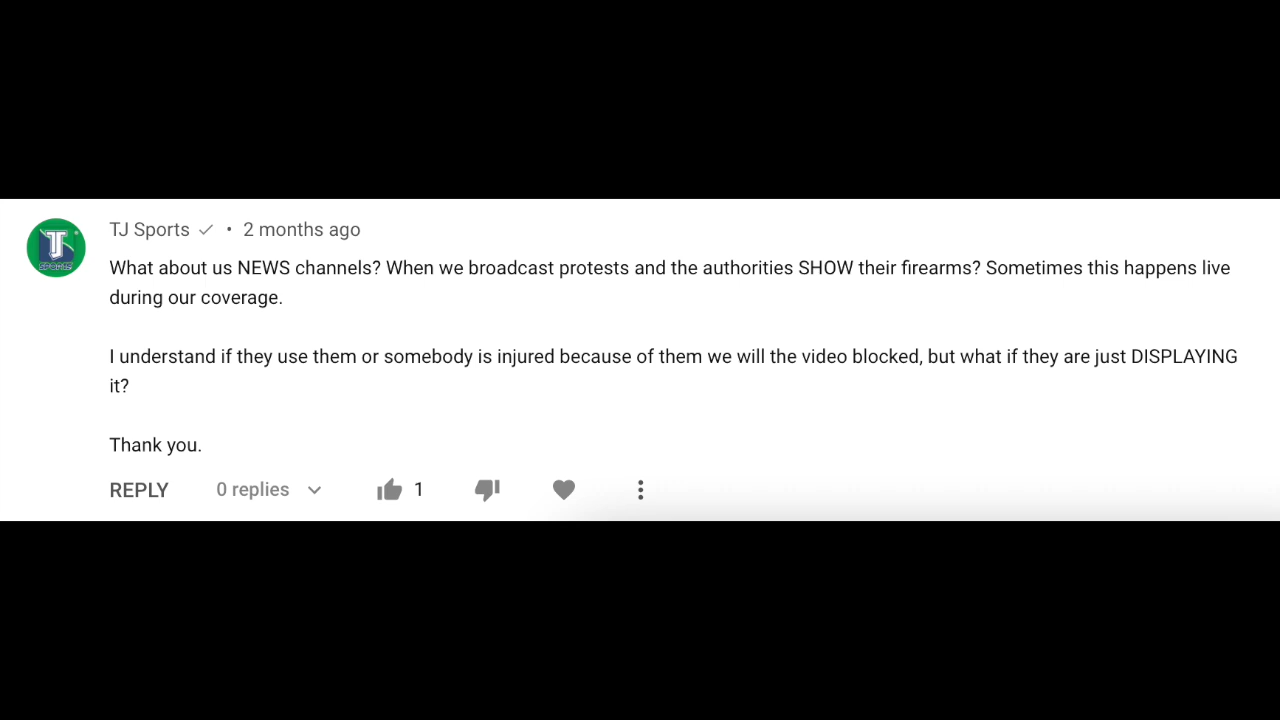 TJ Sports ✓ • 2 months ago
What about us NEWS channels? When we broadcast protests and the authorities SHOW their firearms? Sometimes this happens live
during our coverage.
I understand if they use them or somebody is injured because of them we will the video blocked, but what if they are just DISPLAYING
it?
Thank you.
REPLY 0 replies 1
TJ
SPORTS